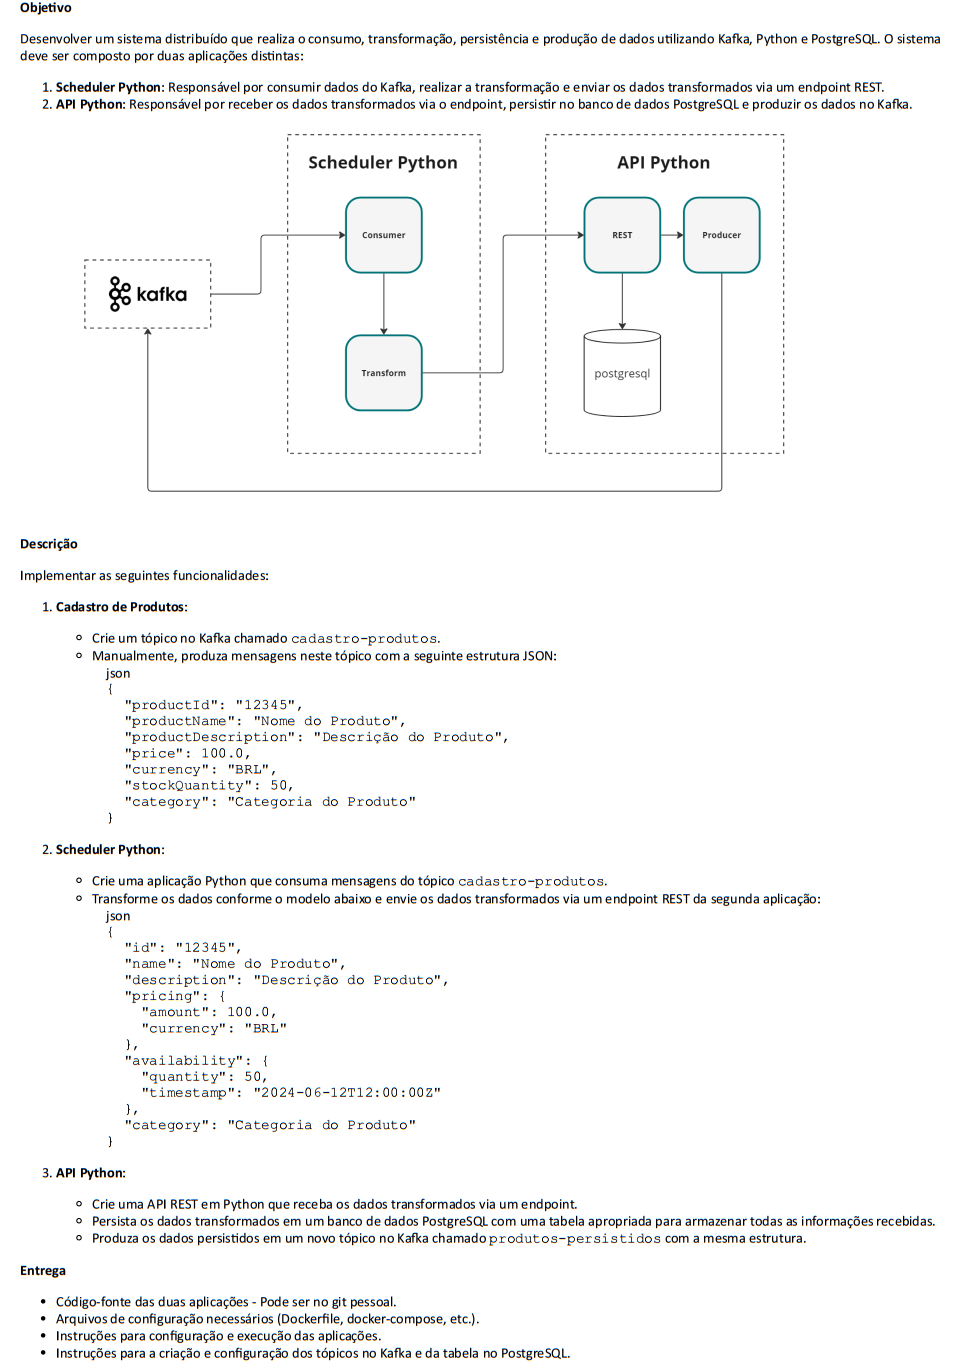 Objetivo
Desenvolver um sistema distribuído que realiza o consumo, transformação, persistência e produção de dados utilizando Kafka, Python e PostgreSQL. O sistema
deve ser composto por duas aplicações distintas:
1. Scheduler Python: Responsável por consumir dados do Kafka, realizar a transformação e enviar os dados transformados via um endpoint REST.
2. API Python: Responsável por receber os dados transformados via o endpoint, persistir no banco de dados PostgreSQL e produzir os dados no Kafka.
Scheduler Python
API Python
Consumer
REST
Producer
kafka
Transform
postgresql
Descrição
Implementar as seguintes funcionalidades:
1. Cadastro de Produtos:
Crie um tópico no Kafka chamado cadastro-produtos.
Manualmente, produza mensagens neste tópico com a seguinte estrutura JSON:
json
{
"productId": "12345",
"productName": "Nome do Produto",
"productDescription": "Descrição do Produto",
"price": 100.0,
"currency": "BRL",
"stockQuantity": 50,
"category": "Categoria do Produto"
}
2. Scheduler Python:
Crie uma aplicação Python que consuma mensagens do tópico cadastro-produtos.
Transforme os dados conforme o modelo abaixo e envie os dados transformados via um endpoint REST da segunda aplicação:
json
{
"id": "12345",
"name": "Nome do Produto",
"description": "Descrição do Produto",
"pricing": {
"amount": 100.0,
"currency": "BRL"
},
"availability": {
"quantity": 50,
"timestamp": "2024-06-12T12:00:00Z"
},
"category": "Categoria do Produto"
}
3. API Python:
Crie uma API REST em Python que receba os dados transformados via um endpoint.
Persista os dados transformados em um banco de dados PostgreSQL com uma tabela apropriada para armazenar todas as informações recebidas.
Produza os dados persistidos em um novo tópico no Kafka chamado produtos-persistidos com a mesma estrutura.
Entrega
Código-fonte das duas aplicações - Pode ser no git pessoal.
Arquivos de configuração necessários (Dockerfile, docker-compose, etc.).
Instruções para configuração e execução das aplicações.
Instruções para a criação e configuração dos tópicos no Kafka e da tabela no PostgreSQL.